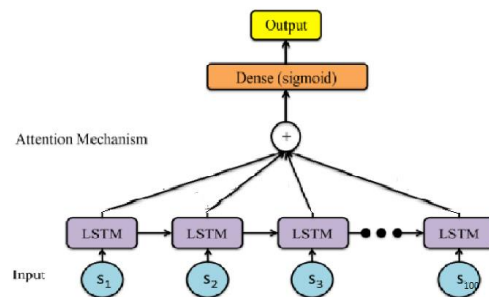 Output
Dense (sigmoid)
Attention Mechanism
+
LSTM LSTM LSTM LSTM
Input
S1 S2 S3 S100